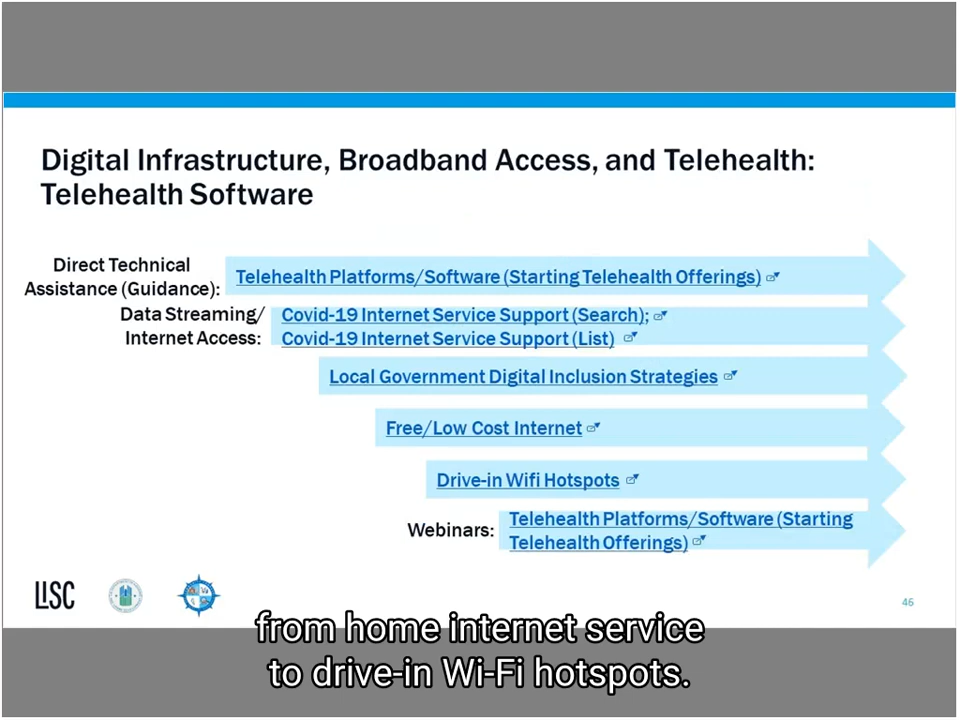 Digital Infrastructure, Broadband Access, and Telehealth:
Telehealth Software
Direct Technical
Assistance (Guidance):
Telehealth Platforms/Software (Starting Telehealth Offerings)
Data Streaming/
Internet Access:
Covid-19 Internet Service Support (Search);
Covid-19 Internet Service Support (List)
Local Government Digital Inclusion Strategies
Free/Low Cost Internet
Drive-in Wifi Hotspots
Webinars:
Telehealth Platforms/Software (Starting
Telehealth Offerings)
LISC
46
from home internet service
to drive-in Wi-Fi hotspots.